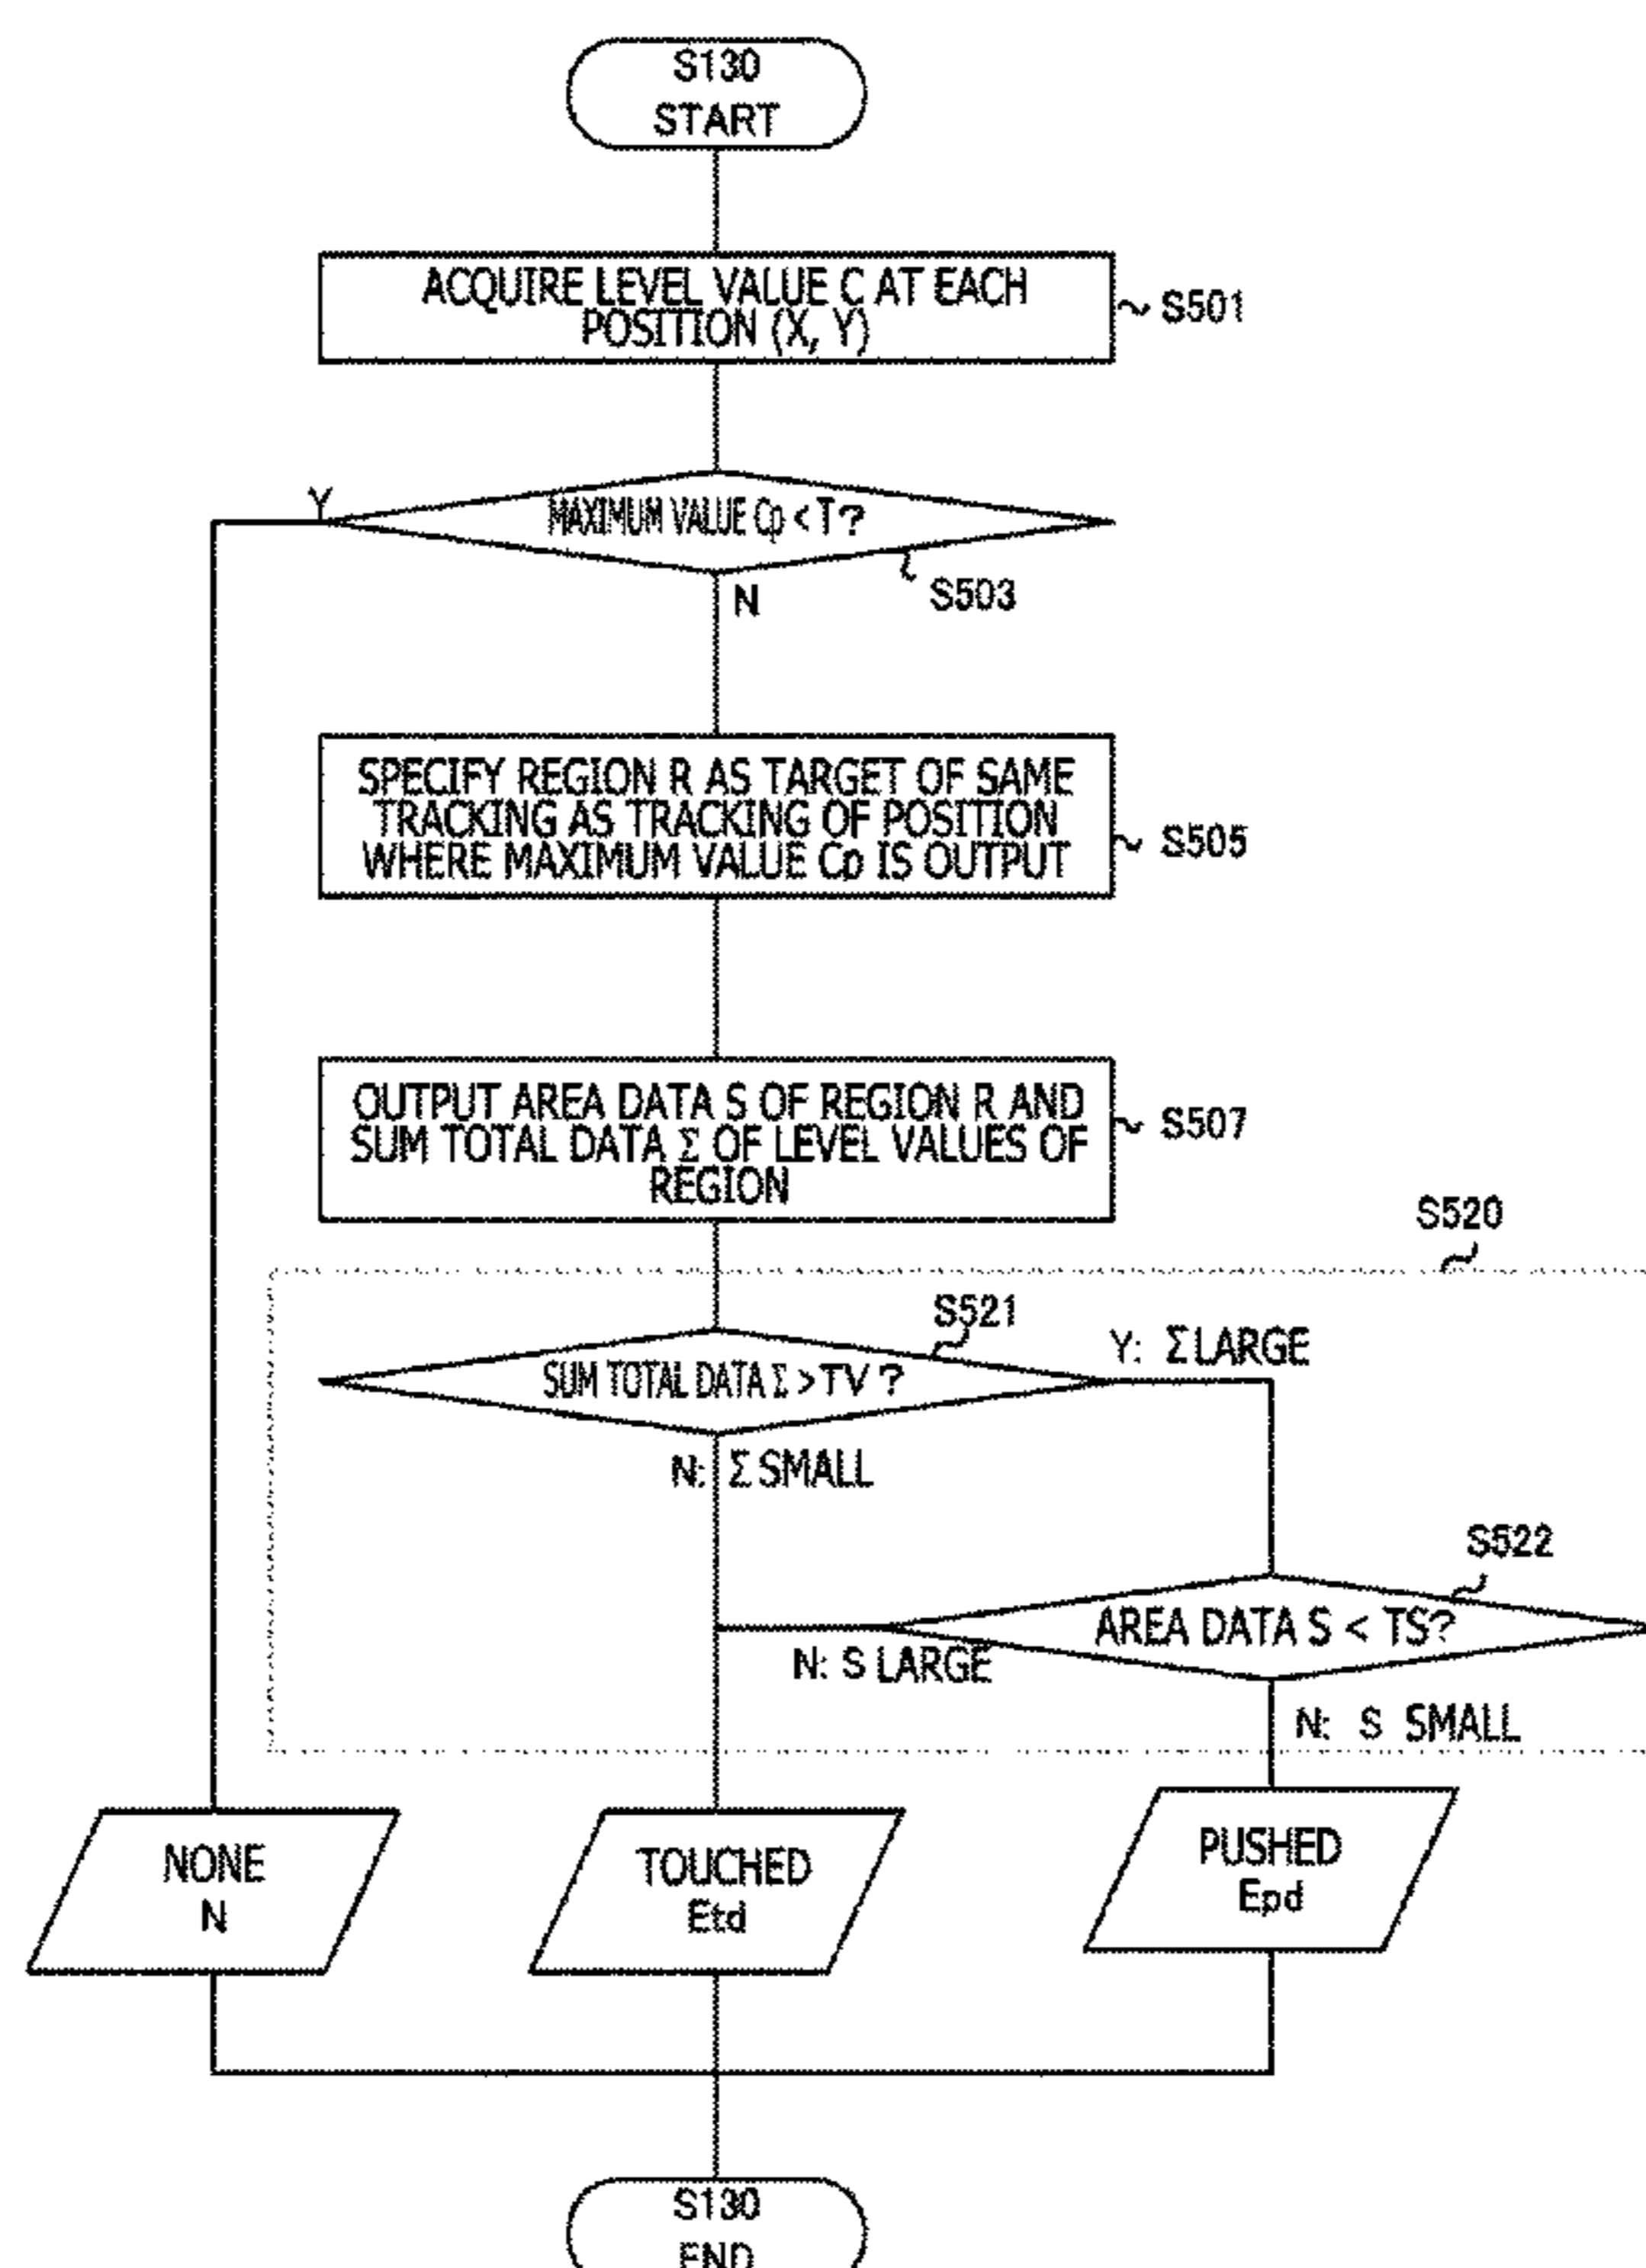 S130
START
ACQUIRE LEVEL VALUE C AT EACH
POSITION (X, Y)
S501
Y
MAXIMUM VALUE Cp < T?
S503
N
SPECIFY REGION R AS TARGET OF SAME
TRACKING AS TRACKING OF POSITION
WHERE MAXIMUM VALUE Cp IS OUTPUT
S505
OUTPUT AREA DATA S OF REGION R AND
SUM TOTAL DATA Σ OF LEVEL VALUES OF
REGION
S507
S520
S521
Y: Σ LARGE
SUM TOTAL DATA Σ > TV ?
N: Σ SMALL
S522
AREA DATA S < TS?
N: S LARGE
N: S SMALL
NONE
N
TOUCHED
Etd
PUSHED
Epd
S130
END